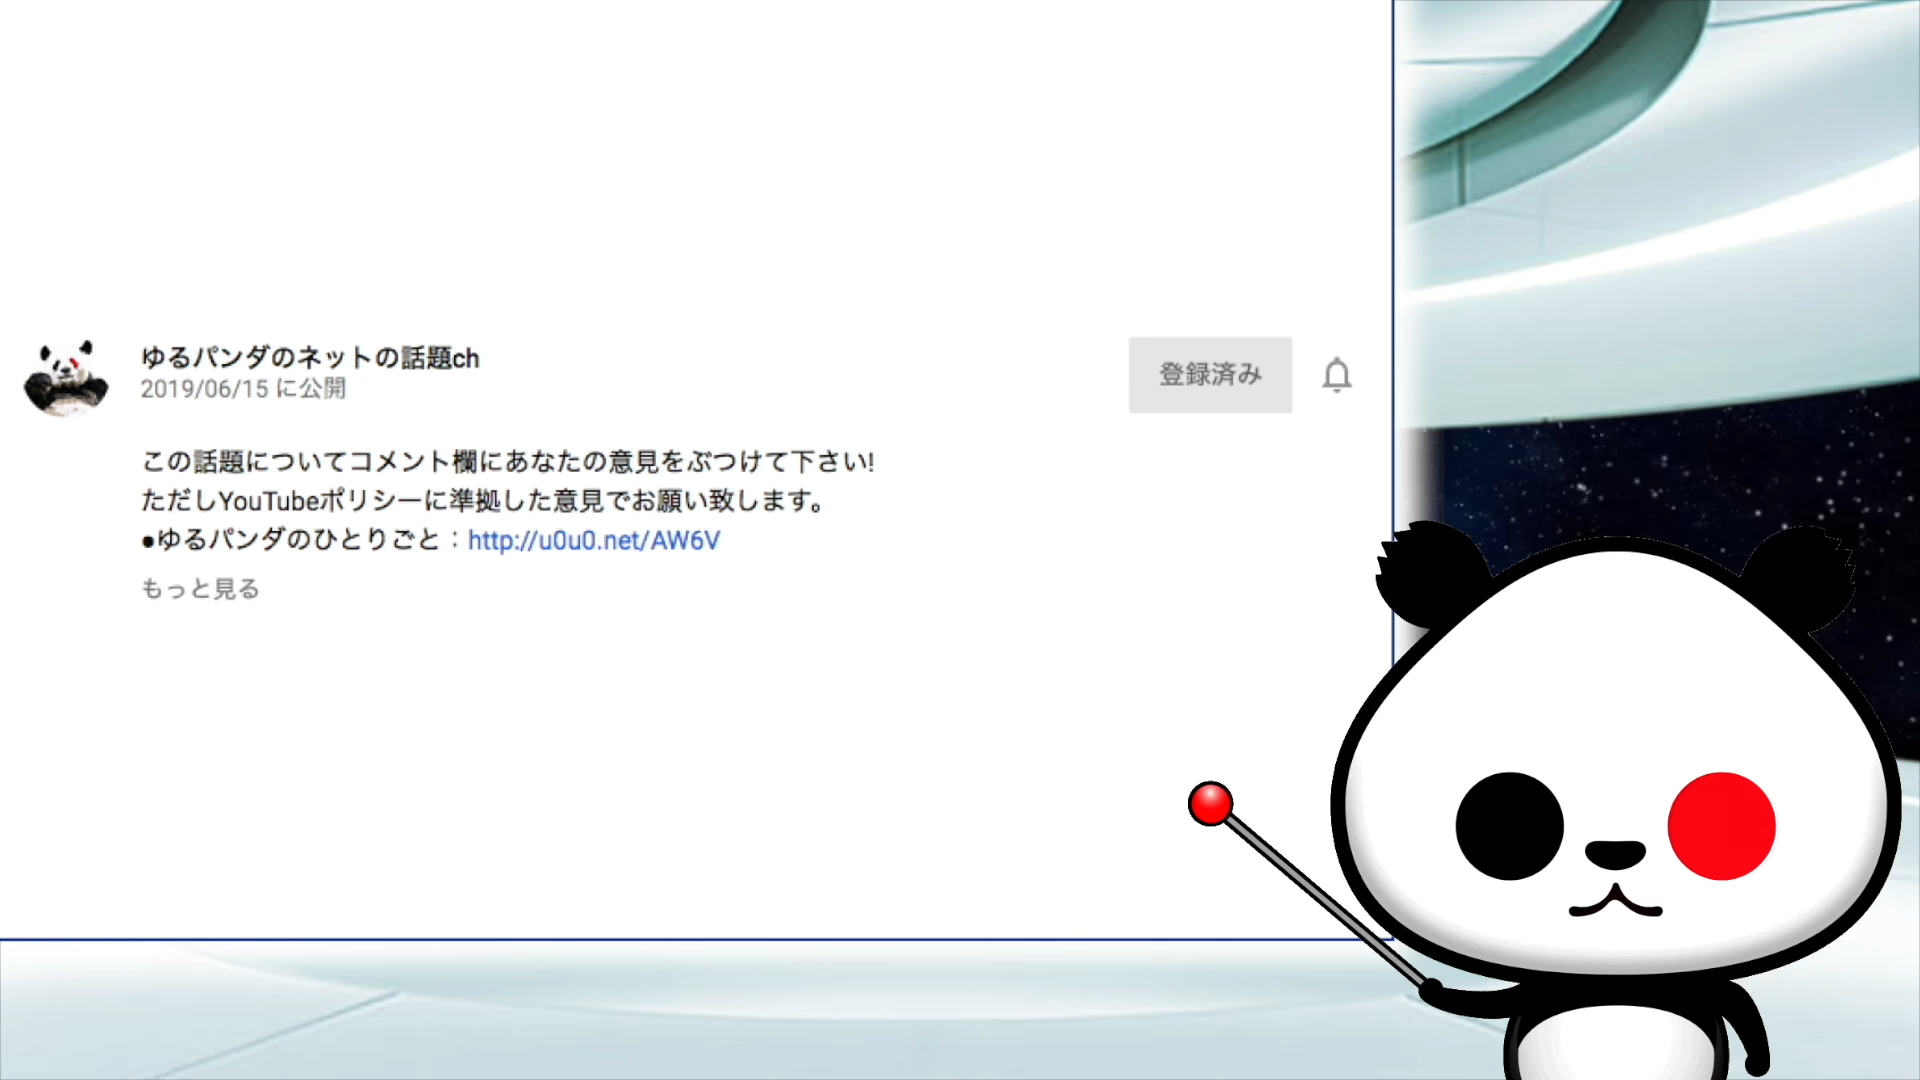 ゆるパンダのネットの話題ch
2019/06/15 に公開
登録済み
この話題についてコメント欄にあなたの意見をぶつけて下さい!
ただしYouTubeポリシーに準拠した意見でお願い致します。
●ゆるパンダのひとりごと：http://u0u0.net/AW6V
もっと見る